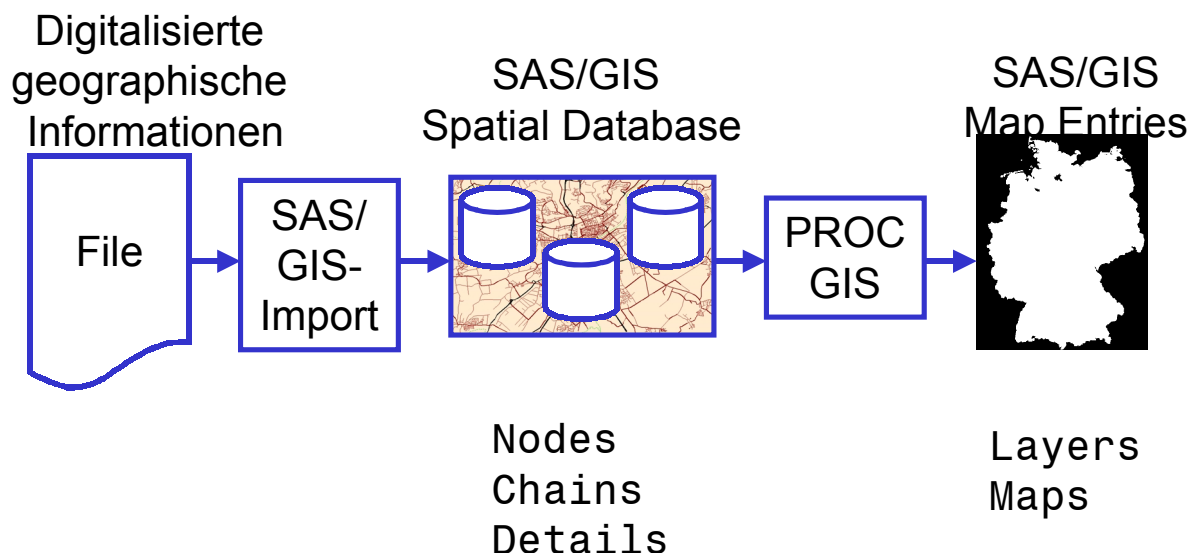 Digitalisierte
geographische
Informationen
SAS/GIS
Spatial Database
SAS/GIS
Map Entries
File
SAS/
GIS-
Import
PROC
GIS
Nodes
Chains
Details
Layers
Maps